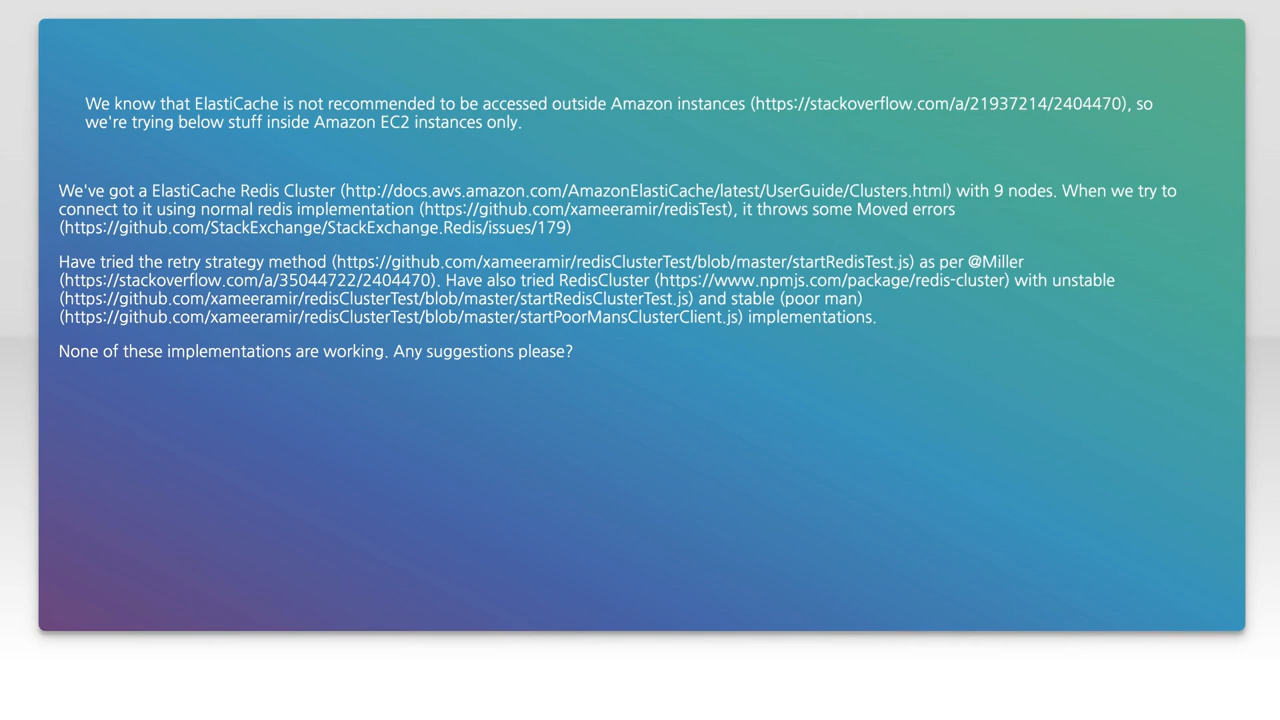 We know that ElastiCache is not recommended to be accessed outside Amazon instances (https://stackoverflow.com/a/21937214/2404470), so
we're trying below stuff inside Amazon EC2 instances only.
We've got a ElastiCache Redis Cluster (http://docs.aws.amazon.com/AmazonElastiCache/latest/UserGuide/Clusters.html) with 9 nodes. When we try to
connect to it using normal redis implementation (https://github.com/xameeramir/redisTest), it throws some Moved errors
(https://github.com/StackExchange/StackExchange.Redis/issues/179)
Have tried the retry strategy method (https://github.com/xameeramir/redisClusterTest/blob/master/startRedisTest.js) as per @Miller
(https://stackoverflow.com/a/35044722/2404470). Have also tried RedisCluster (https://www.npmjs.com/package/redis-cluster) with unstable
(https://github.com/xameeramir/redisClusterTest/blob/master/startRedisClusterTest.js) and stable (poor man)
(https://github.com/xameeramir/redisClusterTest/blob/master/startPoorMansClusterClient.js) implementations.
None of these implementations are working. Any suggestions please?